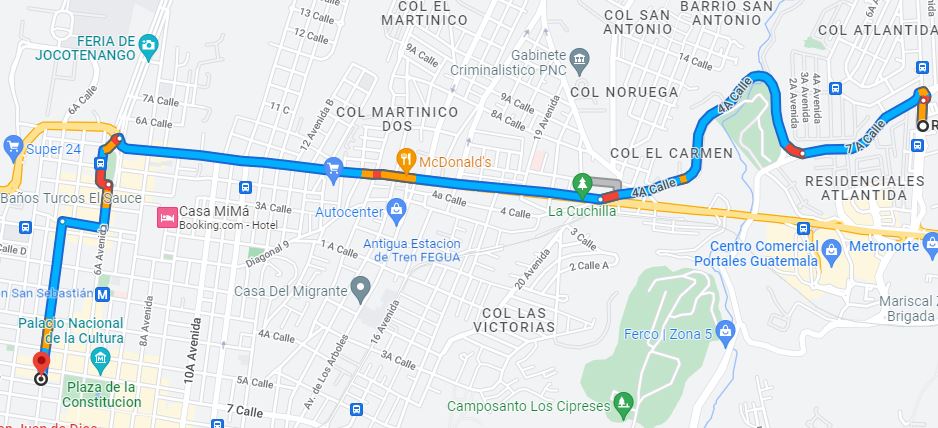 COL EL
MARTINICO
BARRIO SAN
ANTONIO
COL SAN
ANTONIO
COL ATLANTIDA
FERIA DE
JOCOTENANGO
12 Calle
14 Calle
13 Calle
Gabinete
Criminalistico PNC
14 Calle
6A Calle
7A Calle
6A Calle
11 C
12 Avenida B
COL MARTINICO
DOS
9A Calle
8A Calle
19 Avenida
COL NORUEGA
4A Calle
4A Avenida
3A Avenida
2A Avenida
7 A Calle
Super 24
McDonald's
COL EL CARMEN
4A Calle
RESIDENCIALES
ATLANTIDA
Baños Turcos El Sauce
Casa MiMá
Booking.com - Hotel
Autocenter
4a Calle
4 Calle
La Cuchilla
Calle D
6A Avenida
Diagonal 9
1 A Calle
Antigua Estacion
de Tren FEGUA
3 Calle
2 Calle A
20 Avenida
Centro Comercial
Portales Guatemala
Metronorte
San Sebastián
Casa Del Migrante
COL LAS
VICTORIAS
Mariscal Z
Brigada
Palacio Nacional
de la Cultura
8A Avenida
10A Avenida
4A Calle
5A Calle
Av. de Los Arboles
16 Avenida
3A Calle
Ferco | Zona 5
Plaza de la
Constitucion
7 Calle
5A Calle
Camposanto Los Cipreses
San Juan de Dios